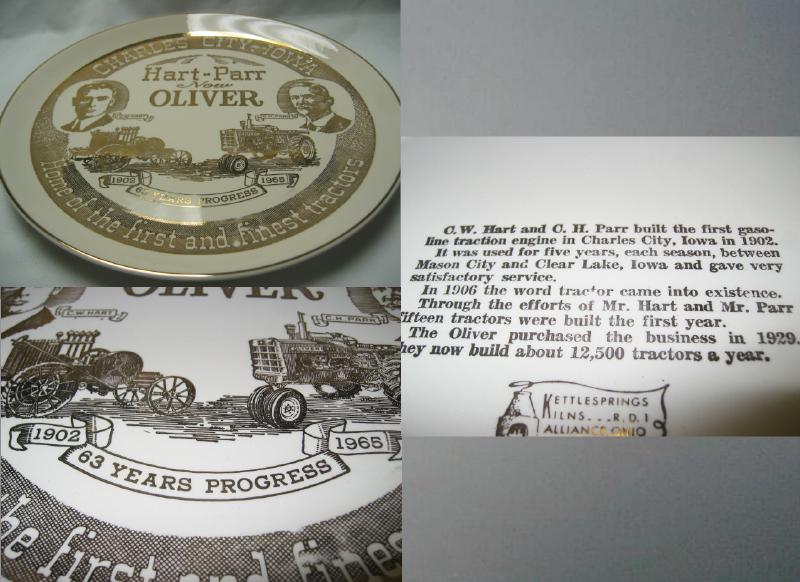 CHARLES CITY-IOWA
Hart-Parr
Now
OLIVER
C.W. HART
C.H. PARR
1902
1965
63 YEARS PROGRESS
Home of the first and finest tractors
OLIVER
C.W. HART
C.H. PARR
1902
1965
63 YEARS PROGRESS
the first and fines
C.W. Hart and C. H. Parr built the first gaso-
line traction engine in Charles City, Iowa in 1902.
It was used for five years, each season, between
Mason City and Clear Lake, Iowa and gave very
satisfactory service.
In 1906 the word tractor came into existence.
Through the efforts of Mr. Hart and Mr. Parr
fifteen tractors were built the first year.
The Oliver purchased the business in 1929.
hey now build about 12,500 tractors a year.
KETTLESPRINGS
KILNS...R.D.1
ALLIANCE, OHIO